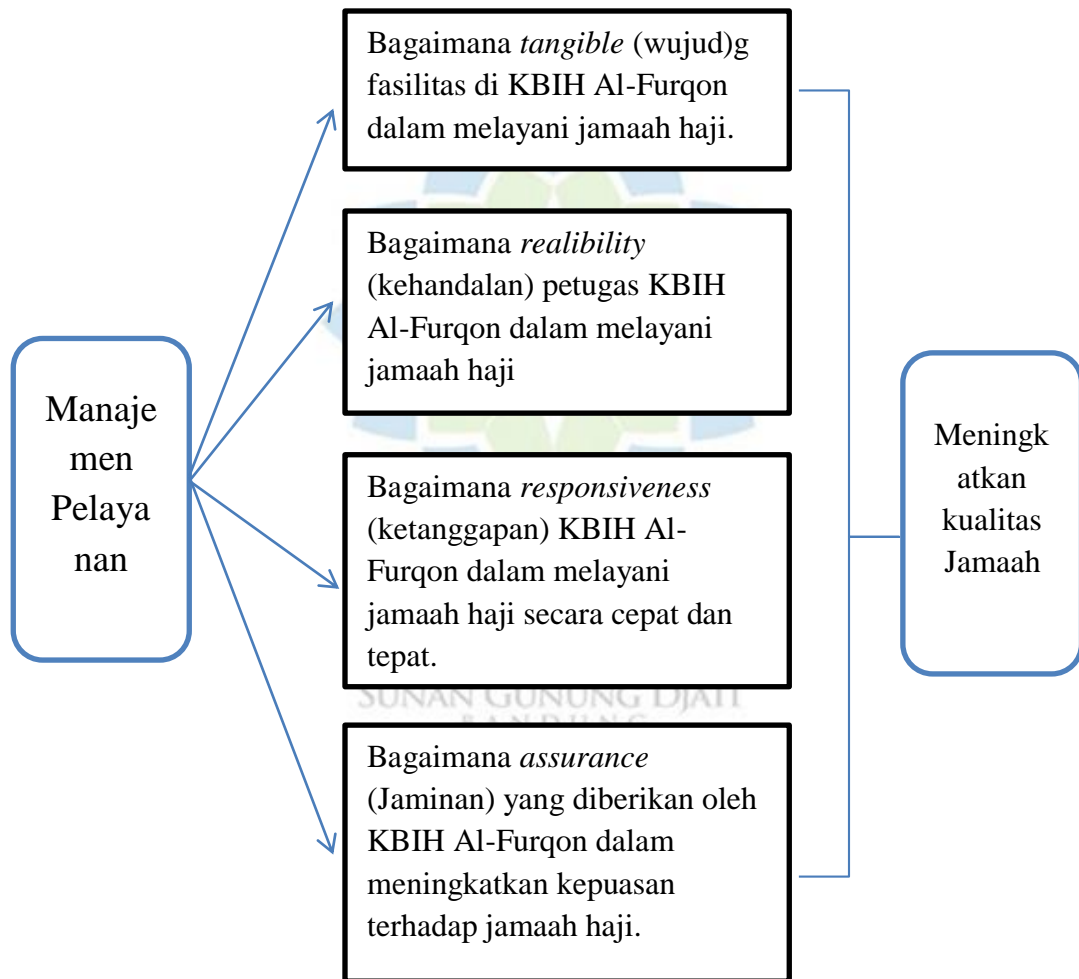 Bagaimana tangible (wujud)g
fasilitas di KBIH Al-Furqon
dalam melayani jamaah haji.
Bagaimana realibility
(kehandalan) petugas KBIH
Al-Furqon dalam melayani
jamaah haji
Manaje
men
Pelaya
nan
Meningk
atkan
kualitas
Jamaah
Bagaimana responsiveness
(ketanggapan) KBIH Al-
Furqon dalam melayani
jamaah haji secara cepat dan
tepat.
SUNAN GUNUNG DJATI
BANDUNG
Bagaimana assurance
(Jaminan) yang diberikan oleh
KBIH Al-Furqon dalam
meningkatkan kepuasan
terhadap jamaah haji.